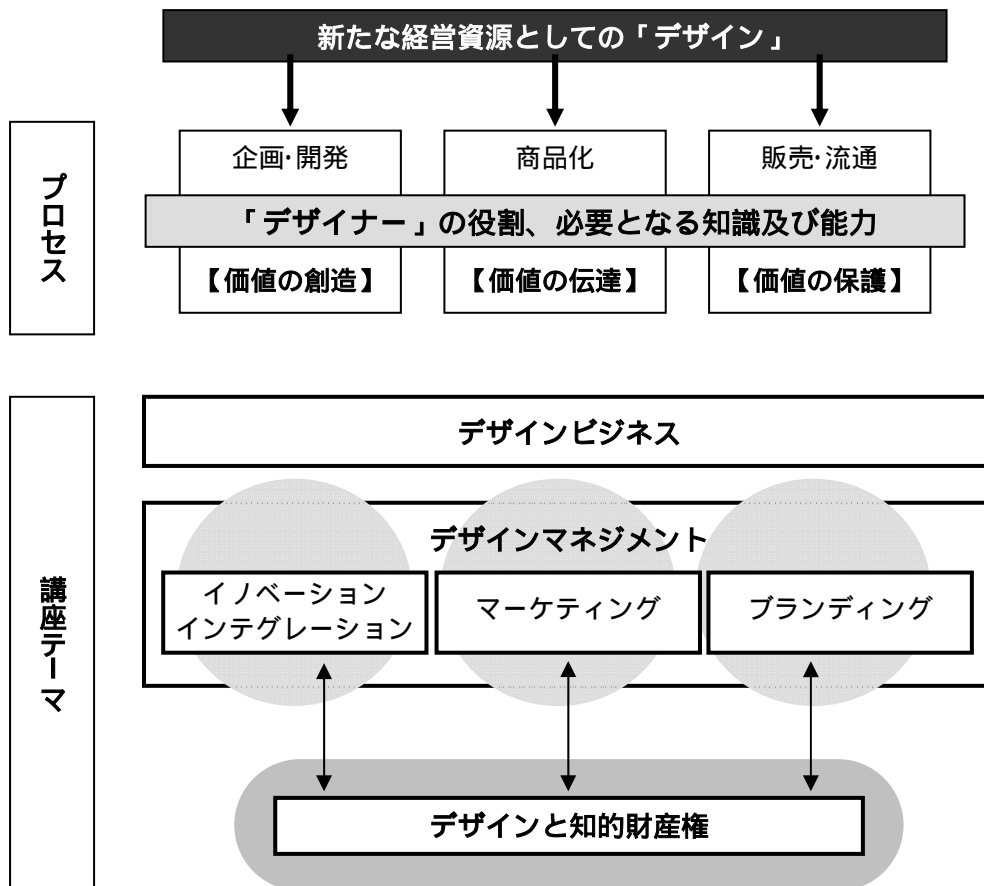 新たな経営資源としての「デザイン」
プロセス
企画・開発
商品化
販売・流通
「デザイナー」の役割、必要となる知識及び能力
【価値の創造】
【価値の伝達】
【価値の保護】
講座テーマ
デザインビジネス
デザインマネジメント
イノベーション
インテグレーション
マーケティング
ブランディング
デザインと知的財産権